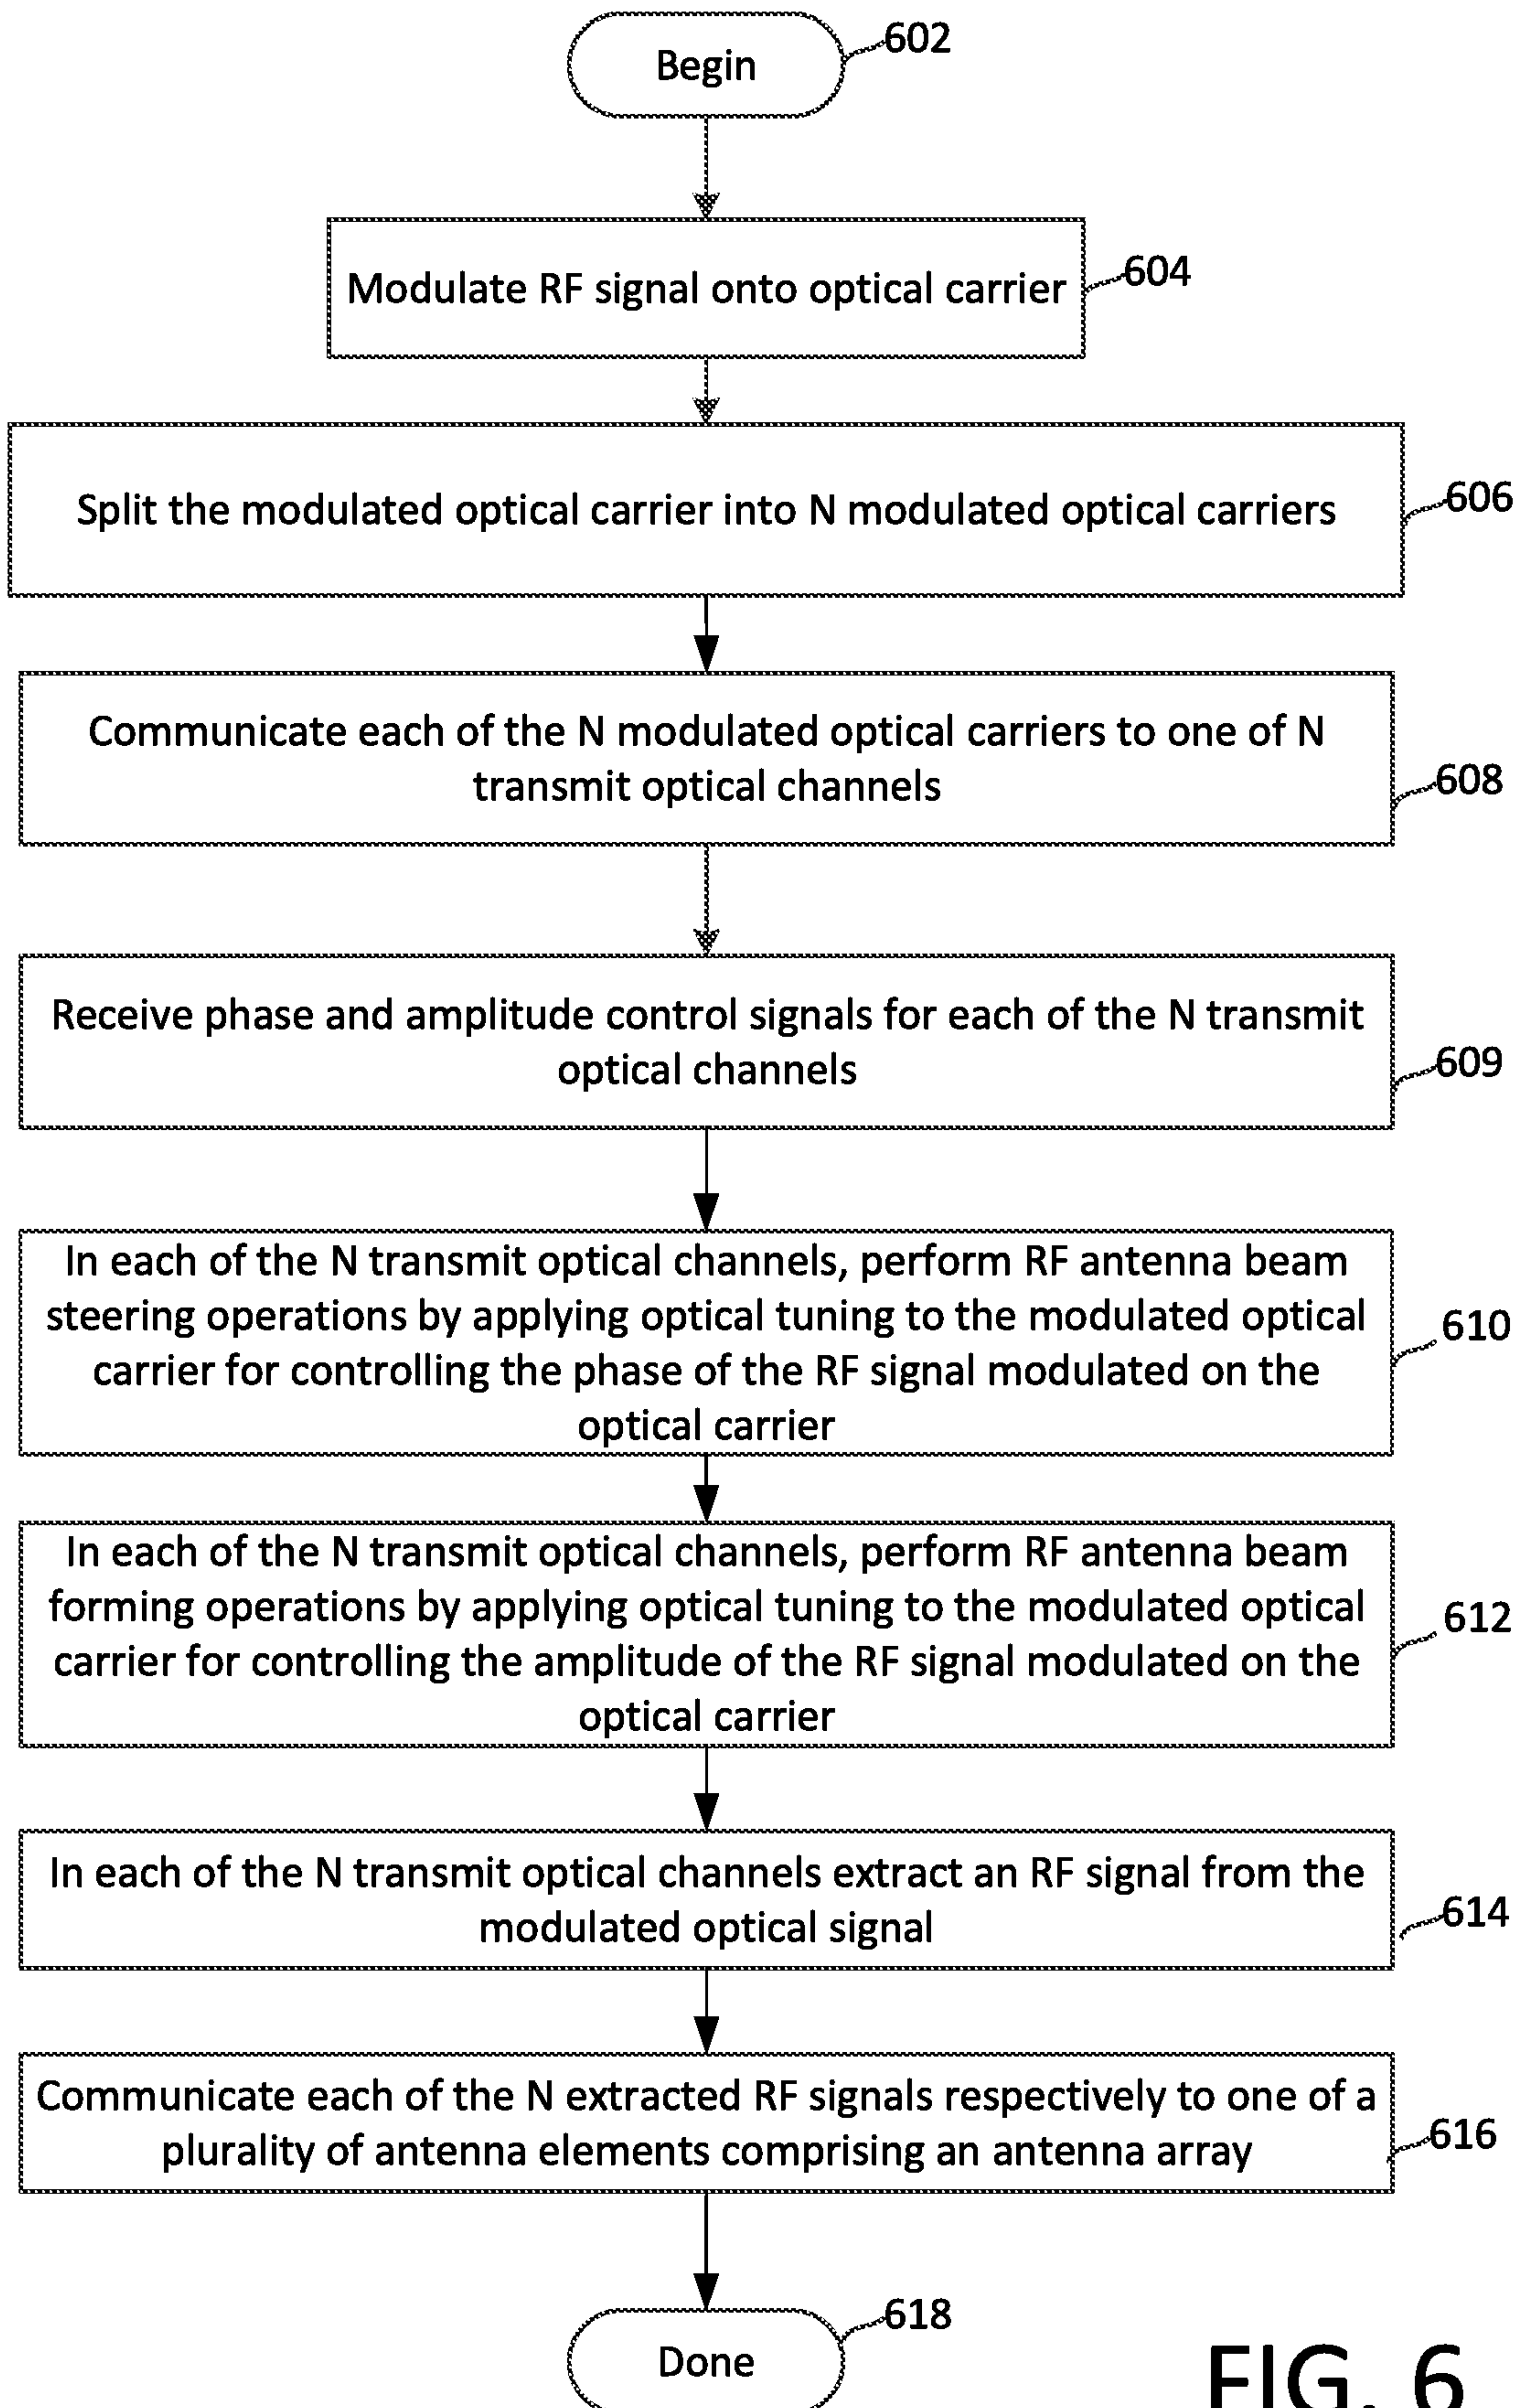 Begin
602
Modulate RF signal onto optical carrier
604
Split the modulated optical carrier into N modulated optical carriers
606
Communicate each of the N modulated optical carriers to one of N
transmit optical channels
608
Receive phase and amplitude control signals for each of the N transmit
optical channels
609
In each of the N transmit optical channels, perform RF antenna beam
steering operations by applying optical tuning to the modulated optical
carrier for controlling the phase of the RF signal modulated on the
optical carrier
610
In each of the N transmit optical channels, perform RF antenna beam
forming operations by applying optical tuning to the modulated optical
carrier for controlling the amplitude of the RF signal modulated on the
optical carrier
612
In each of the N transmit optical channels extract an RF signal from the
modulated optical signal
614
Communicate each of the N extracted RF signals respectively to one of a
plurality of antenna elements comprising an antenna array
616
Done
618
FIG. 6